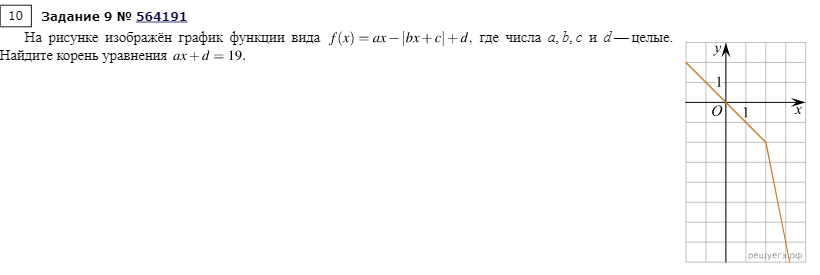 10 Задание 9 № 564191
На рисунке изображён график функции вида f(x) = ax − |bx + c| + d, где числа a, b, c и d — целые.
Найдите корень уравнения ax + d = 19.
y
1
O 1 x
решуегэ.рф